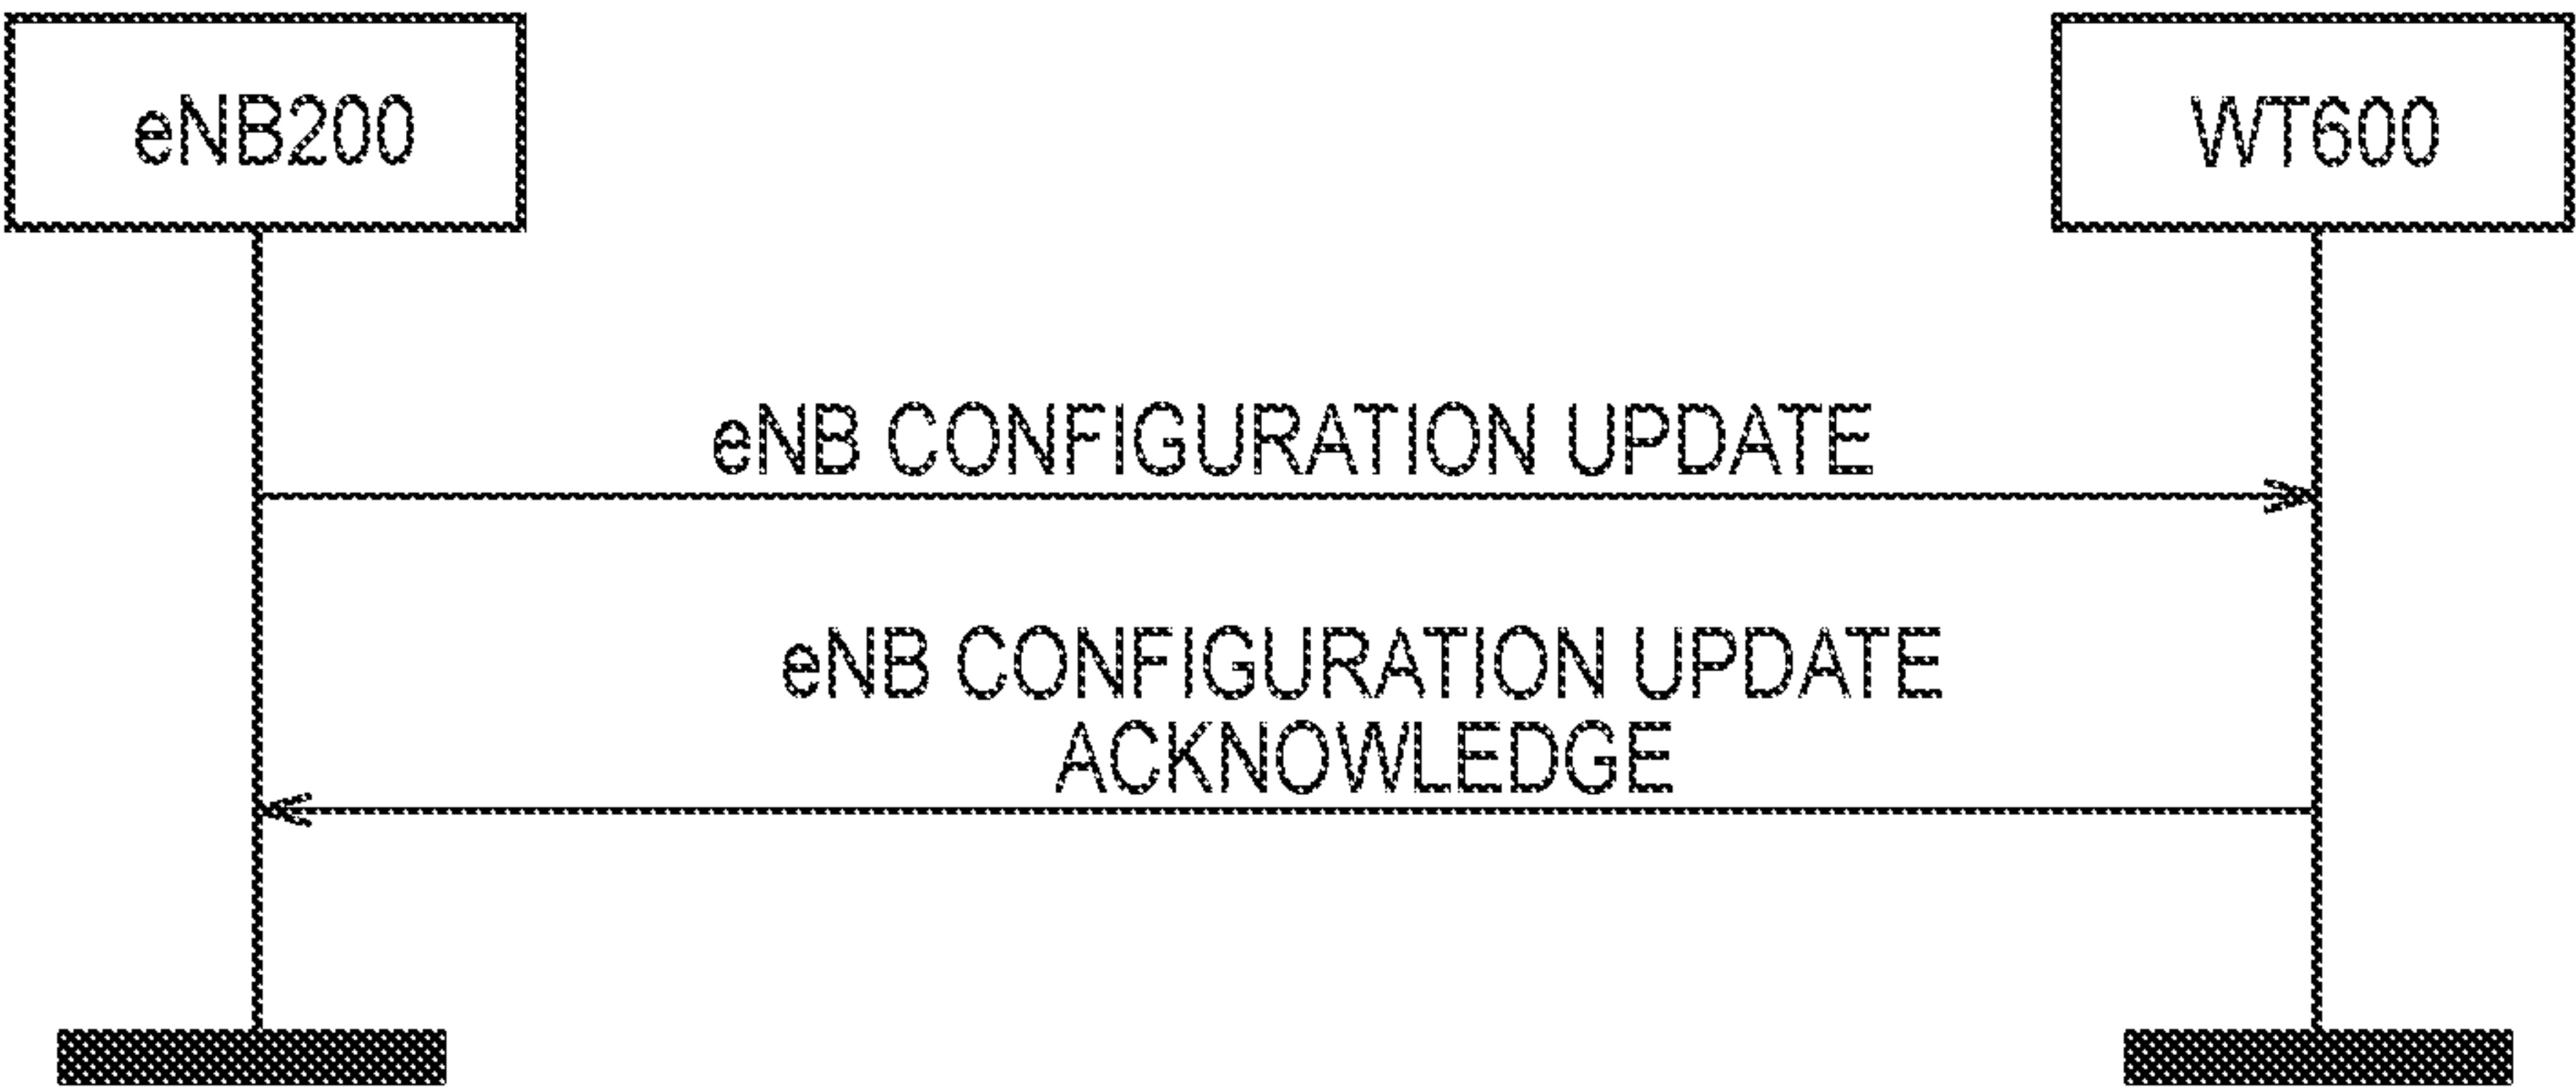 eNB200
WT600
eNB CONFIGURATION UPDATE
eNB CONFIGURATION UPDATE
ACKNOWLEDGE